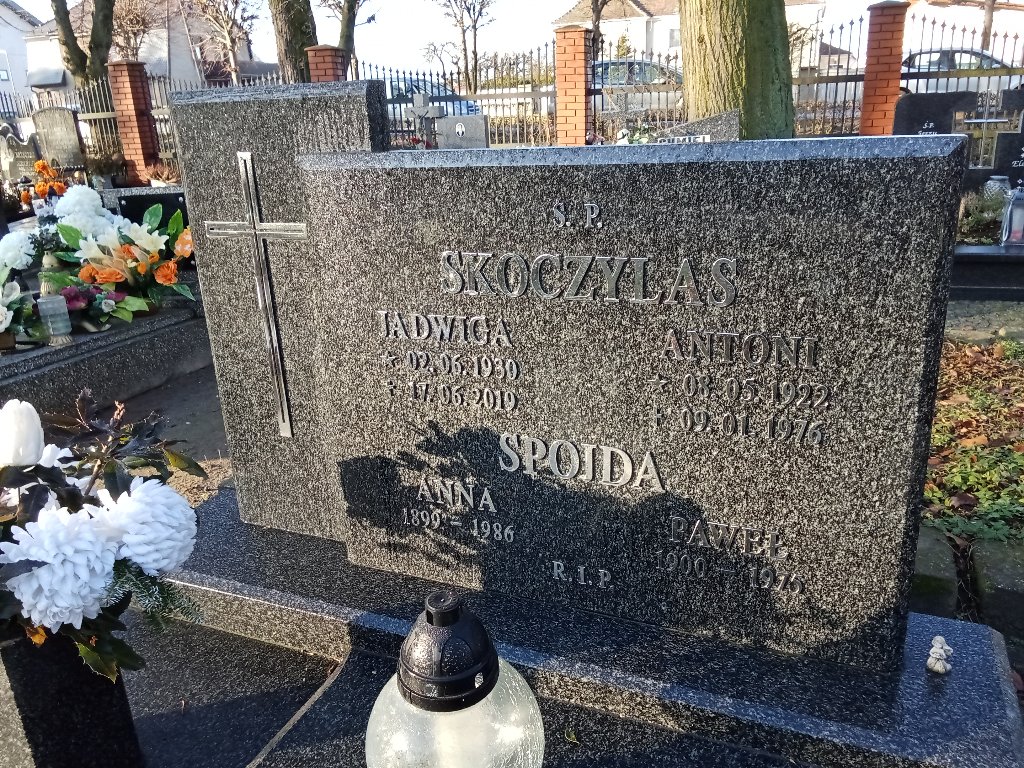 Ś. P.
SKOCZYLAS
JADWIGA
* 02.06.1930
† 17.06.2019
ANTONI
* 08.05.1922
† 09.01.1976
SPOJDA
ANNA
1899 – 1986
PAWEŁ
1900 – 1976
R.I.P.